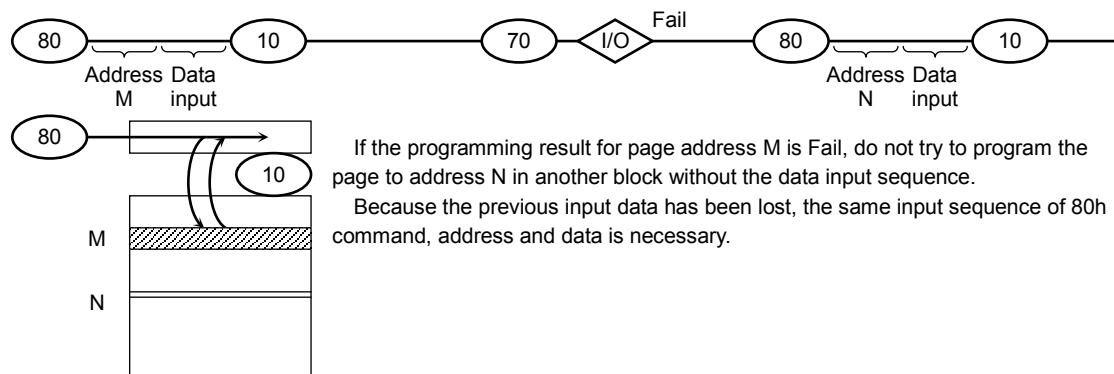 Fail
80 10 70 I/O 80 10
Address Data Address Data
M input N input
80
If the programming result for page address M is Fail, do not try to program the
10
page to address N in another block without the data input sequence.
Because the previous input data has been lost, the same input sequence of 80h
M
command, address and data is necessary.
N